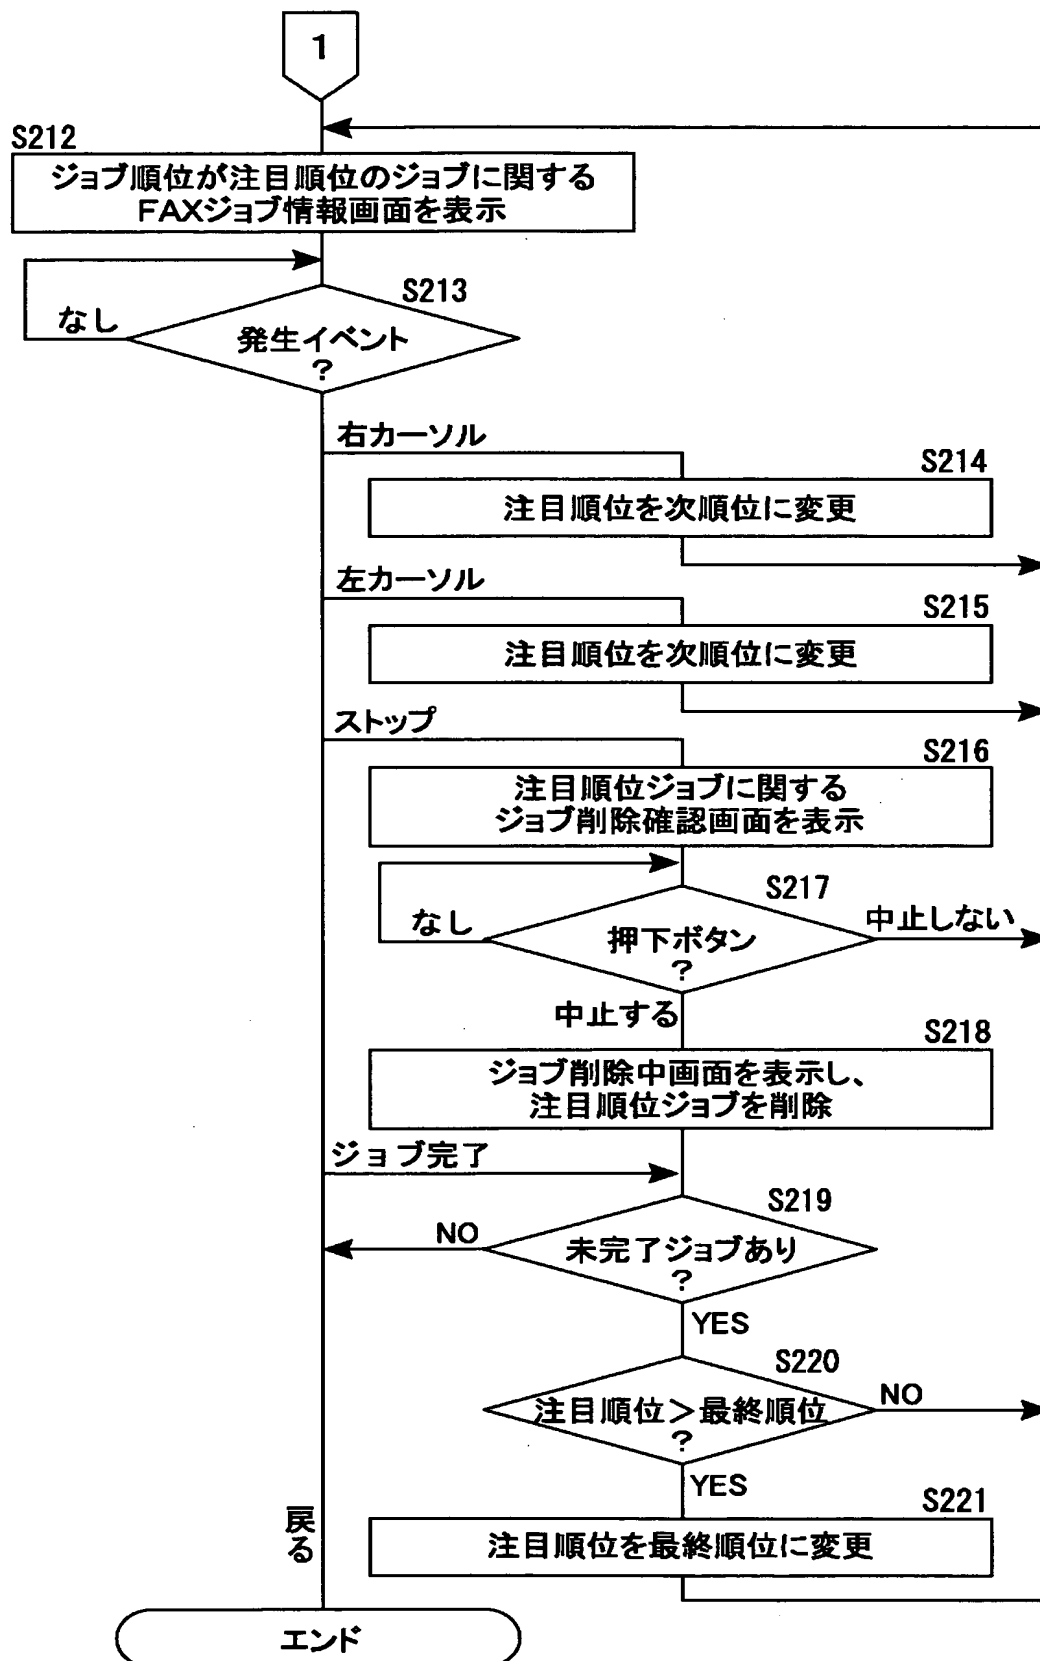 1
S212
ジョブ順位が注目順位のジョブに関する
FAXジョブ情報画面を表示
S213
なし
発生イベント
?
右カーソル
S214
注目順位を次順位に変更
左カーソル
S215
注目順位を次順位に変更
ストップ
S216
注目順位ジョブに関する
ジョブ削除確認画面を表示
S217
なし
押下ボタン
?
中止しない
中止する
S218
ジョブ削除中画面を表示し、
注目順位ジョブを削除
ジョブ完了
S219
NO
未完了ジョブあり
?
YES
S220
注目順位>最終順位
?
NO
YES
S221
注目順位を最終順位に変更
戻る
エンド